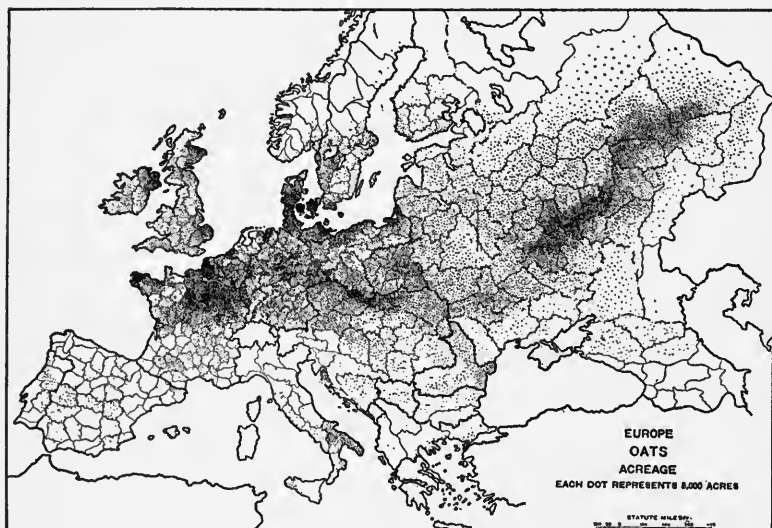 EUROPE
OATS
ACREAGE
EACH DOT REPRESENTS 5,000 ACRES
STATUTE MILES